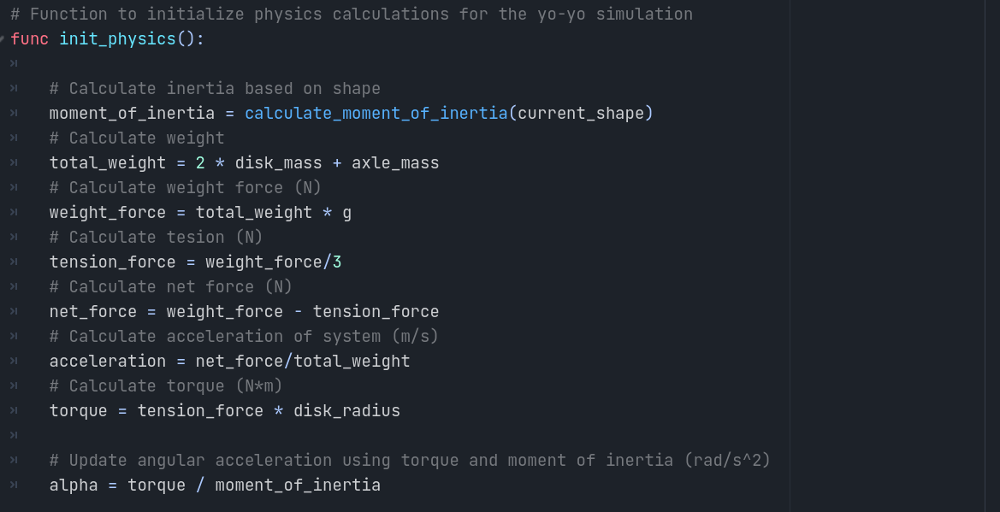 # Function to initialize physics calculations for the yo-yo simulation
func init_physics():
# Calculate inertia based on shape
moment_of_inertia = calculate_moment_of_inertia(current_shape)
# Calculate weight
total_weight = 2 * disk_mass + axle_mass
# Calculate weight force (N)
weight_force = total_weight * g
# Calculate tesion (N)
tension_force = weight_force/3
# Calculate net force (N)
net_force = weight_force - tension_force
# Calculate acceleration of system (m/s)
acceleration = net_force/total_weight
# Calculate torque (N*m)
torque = tension_force * disk_radius
# Update angular acceleration using torque and moment of inertia (rad/s^2)
alpha = torque / moment_of_inertia